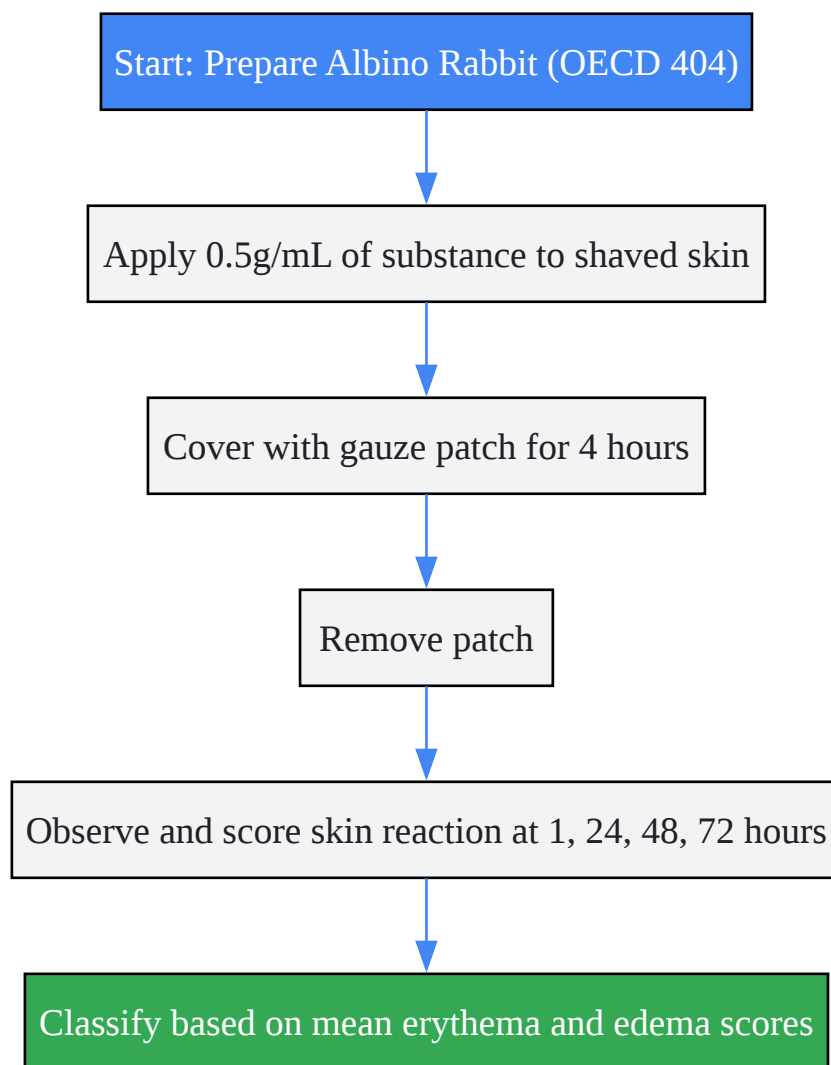 Start: Prepare Albino Rabbit (OECD 404)
Apply 0.5g/mL of substance to shaved skin
Cover with gauze patch for 4 hours
Remove patch
Observe and score skin reaction at 1, 24, 48, 72 hours
Classify based on mean erythema and edema scores